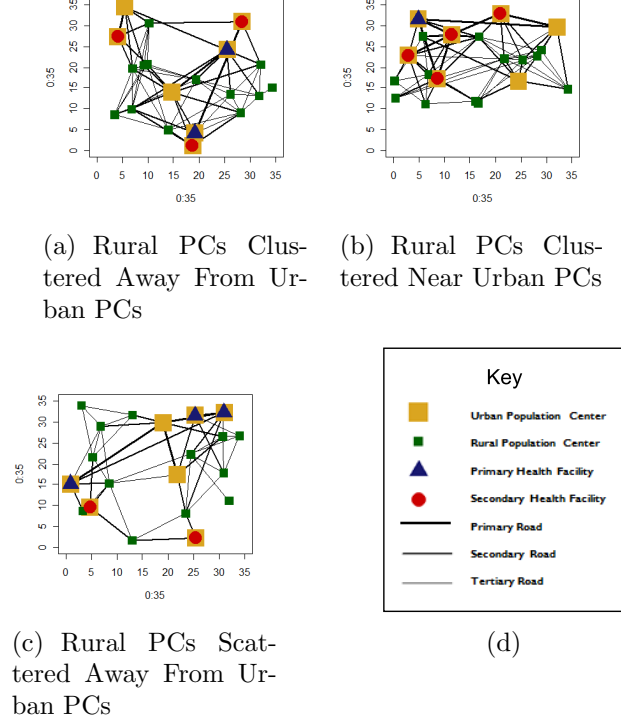 35
30
25
20
15
10
5
0
0:35
0 5 10 15 20 25 30 35
0:35
35
30
25
20
15
10
5
0
0:35
0 5 10 15 20 25 30 35
0:35
(a) Rural PCs Clus-
tered Away From Ur-
ban PCs
(b) Rural PCs Clus-
tered Near Urban PCs
35
30
25
20
15
10
5
0
0:35
0 5 10 15 20 25 30 35
0:35
Key
Urban Population Center
Rural Population Center
Primary Health Facility
Secondary Health Facility
Primary Road
Secondary Road
Tertiary Road
(c) Rural PCs Scat-
tered Away From Ur-
ban PCs
(d)